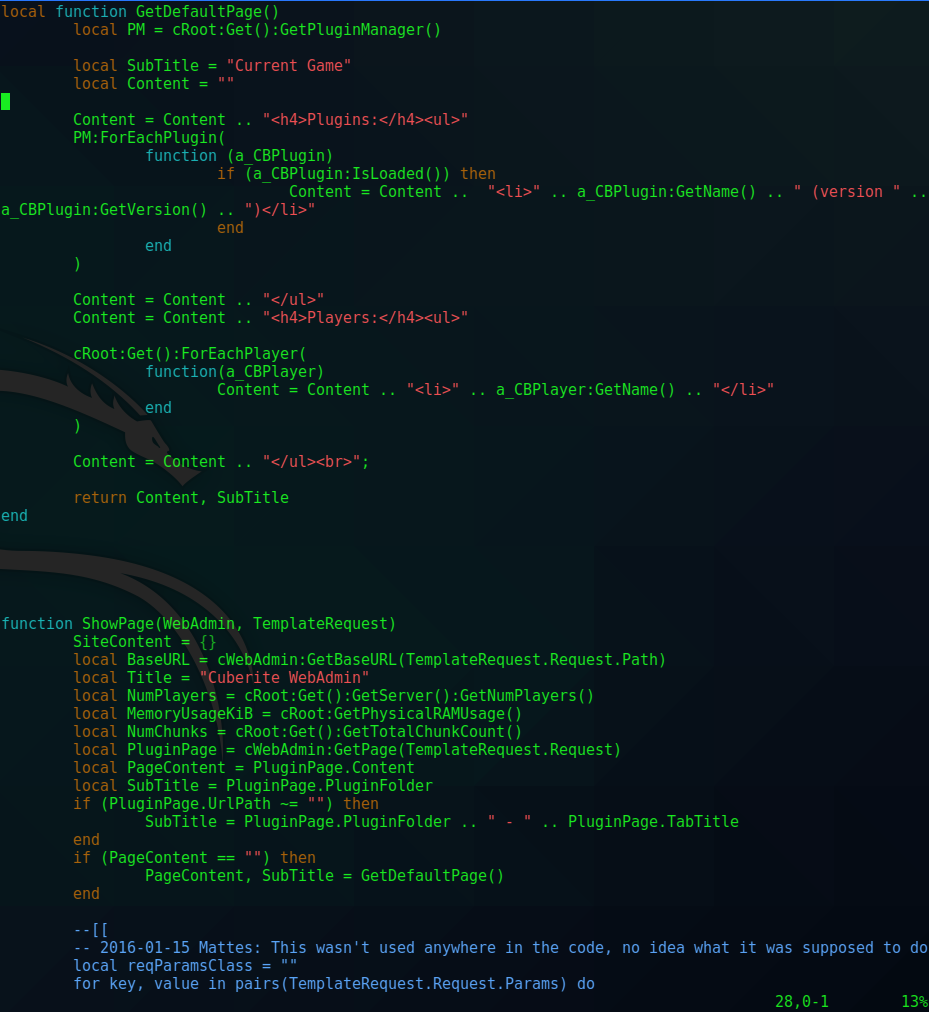 local function GetDefaultPage()
        local PM = cRoot:Get():GetPluginManager()

        local SubTitle = "Current Game"
        local Content = ""

        Content = Content .. "<h4>Plugins:</h4><ul>"
        PM:ForEachPlugin(
                function (a_CBPlugin)
                        if (a_CBPlugin:IsLoaded()) then
                                Content = Content ..  "<li>" .. a_CBPlugin:GetName() .. " (version " ..
a_CBPlugin:GetVersion() .. ")</li>"
                        end
                end
        )

        Content = Content .. "</ul>"
        Content = Content .. "<h4>Players:</h4><ul>"

        cRoot:Get():ForEachPlayer(
                function(a_CBPlayer)
                        Content = Content .. "<li>" .. a_CBPlayer:GetName() .. "</li>"
                end
        )

        Content = Content .. "</ul><br>";

        return Content, SubTitle
end

function ShowPage(WebAdmin, TemplateRequest)
        SiteContent = {}
        local BaseURL = cWebAdmin:GetBaseURL(TemplateRequest.Request.Path)
        local Title = "Cuberite WebAdmin"
        local NumPlayers = cRoot:Get():GetServer():GetNumPlayers()
        local MemoryUsageKiB = cRoot:GetPhysicalRAMUsage()
        local NumChunks = cRoot:Get():GetTotalChunkCount()
        local PluginPage = cWebAdmin:GetPage(TemplateRequest.Request)
        local PageContent = PluginPage.Content
        local SubTitle = PluginPage.PluginFolder
        if (PluginPage.UrlPath ~= "") then
                SubTitle = PluginPage.PluginFolder .. " - " .. PluginPage.TabTitle
        end
        if (PageContent == "") then
                PageContent, SubTitle = GetDefaultPage()
        end

        --[[
        -- 2016-01-15 Mattes: This wasn't used anywhere in the code, no idea what it was supposed to do
        local reqParamsClass = ""
        for key, value in pairs(TemplateRequest.Request.Params) do
28,0-1        13%